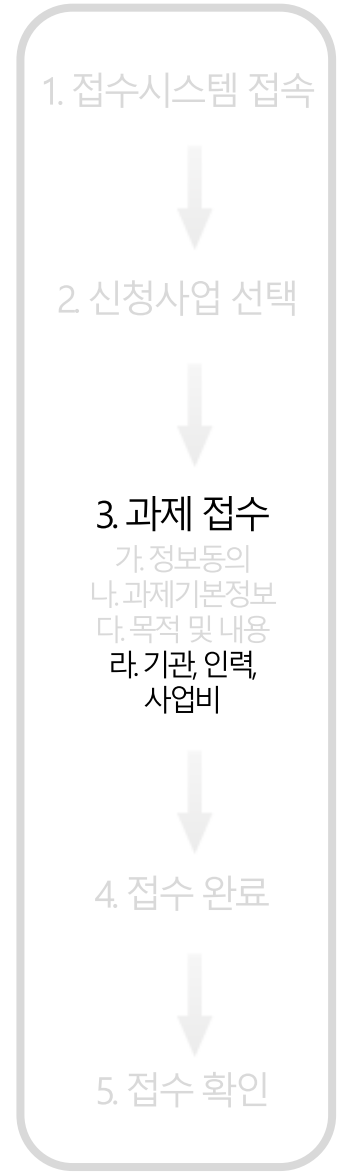 1. 접수시스템 접속
2. 신청사업 선택
3. 과제 접수
가. 정보동의
나. 과제기본정보
다. 목적 및 내용
라. 기관, 인력,
사업비
4. 접수 완료
5. 접수 확인